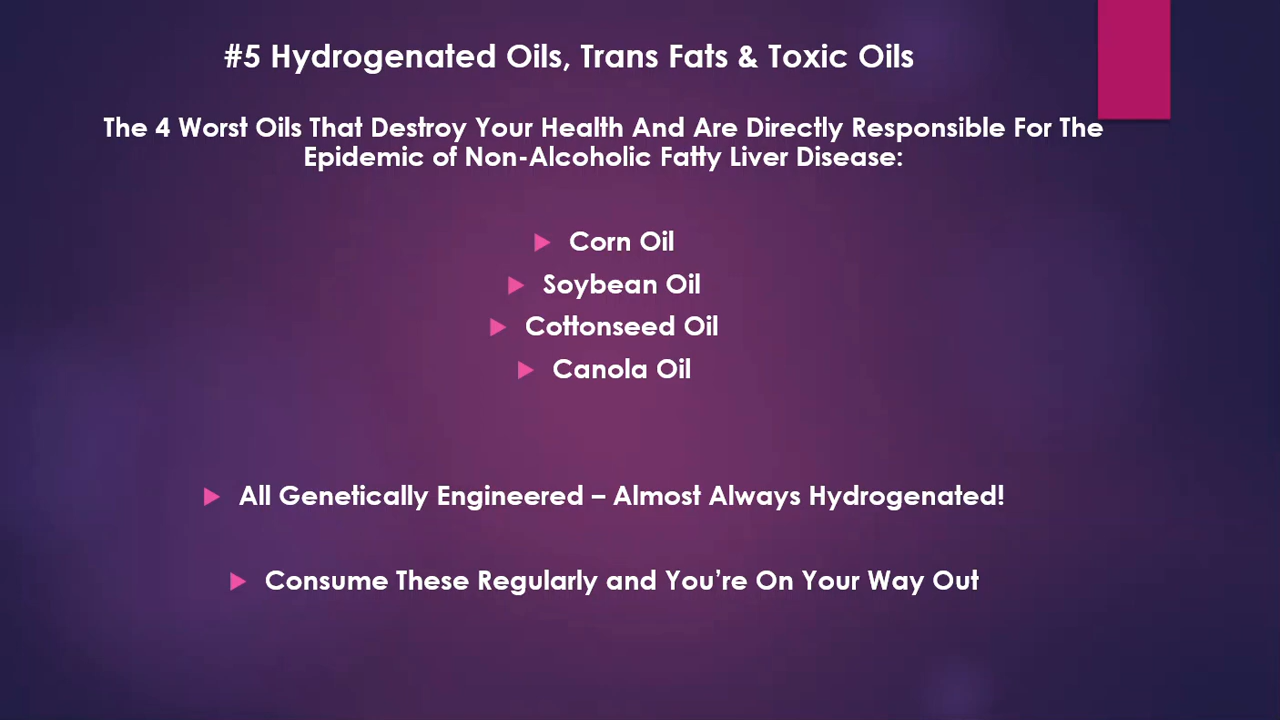 #5 Hydrogenated Oils, Trans Fats & Toxic Oils
The 4 Worst Oils That Destroy Your Health And Are Directly Responsible For The
Epidemic of Non-Alcoholic Fatty Liver Disease:
Corn Oil
Soybean Oil
Cottonseed Oil
Canola Oil
All Genetically Engineered – Almost Always Hydrogenated!
Consume These Regularly and You’re On Your Way Out